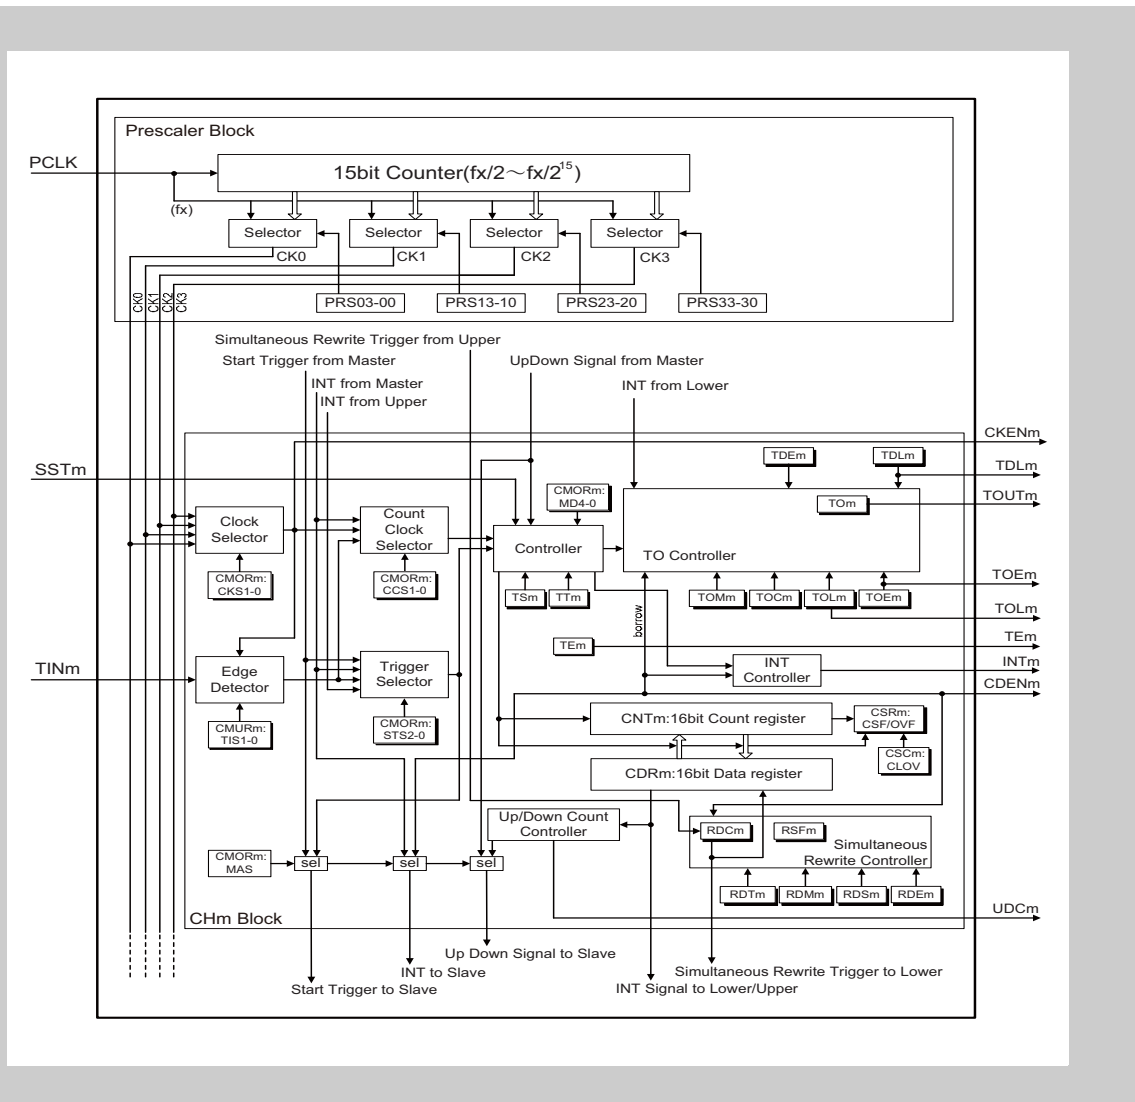 Prescaler Block
PCLK
15bit Counter(fx/2～fx/2^15)
(fx)
Selector
Selector
Selector
Selector
CK0
CK1
CK2
CK3
CK0
CK1
CK2
CK3
PRS03-00
PRS13-10
PRS23-20
PRS33-30
Simultaneous Rewrite Trigger from Upper
Start Trigger from Master
UpDown Signal from Master
INT from Master
INT from Lower
INT from Upper
CKENm
SSTm
TDEm
TDLm
TDLm
CMORm:
MD4-0
TOm
TOUTm
Clock
Selector
Count
Clock
Selector
Controller
TO Controller
CMORm:
CKS1-0
CMORm:
CCS1-0
TSm
TTm
TOMm
TOCm
TOLm
TOEm
TOEm
TOLm
borrow
TEm
TEm
TINm
Edge
Detector
Trigger
Selector
INT
Controller
INTm
CDENm
CMURm:
TIS1-0
CMORm:
STS2-0
CNTm:16bit Count register
CSRm:
CSF/OVF
CSCm:
CLOV
CDRm:16bit Data register
Up/Down Count
Controller
RDCm
RSFm
Simultaneous
Rewrite Controller
CMORm:
MAS
sel
sel
sel
RDTm
RDMm
RDSm
RDEm
CHm Block
UDCm
Up Down Signal to Slave
INT to Slave
Simultaneous Rewrite Trigger to Lower
Start Trigger to Slave
INT Signal to Lower/Upper